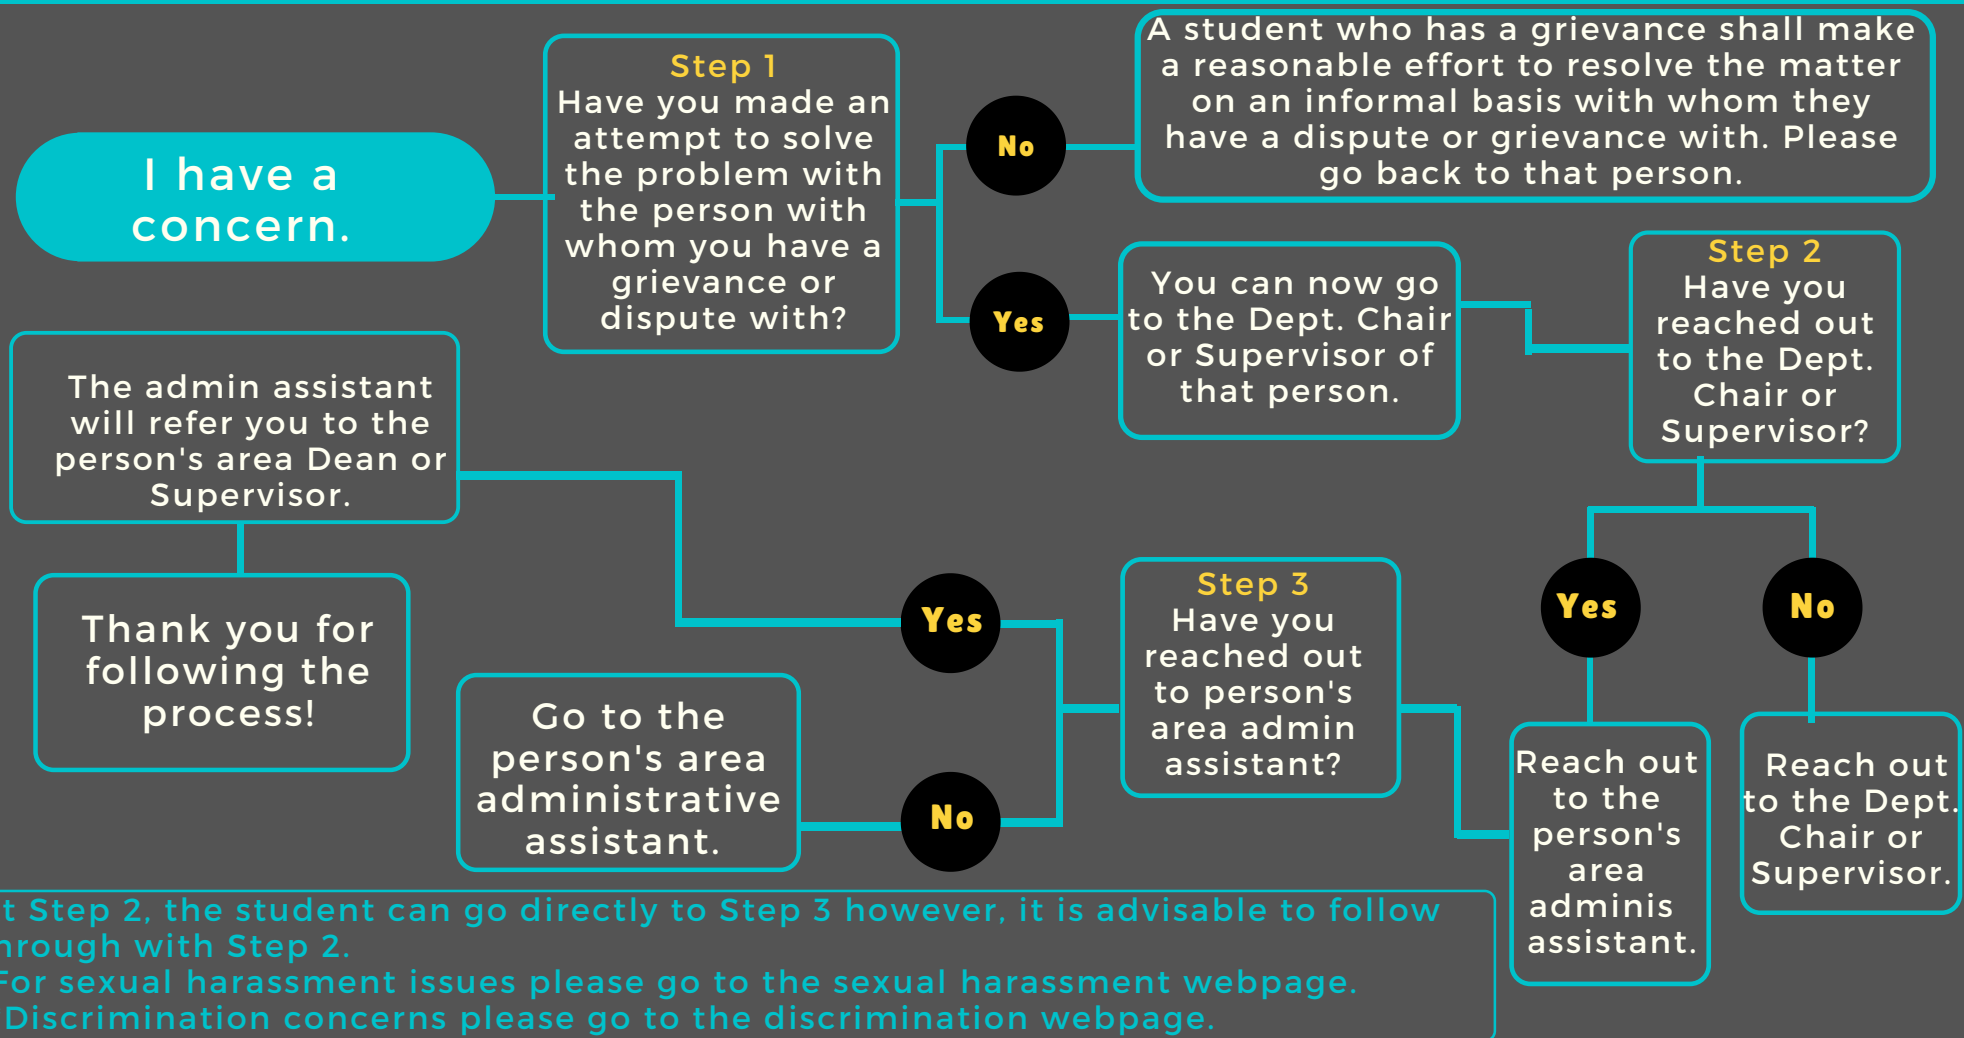 I have a
concern.
Step 1
Have you made an
attempt to solve
the problem with
the person with
whom you have a
grievance or
dispute with?
No
A student who has a grievance shall make
a reasonable effort to resolve the matter
on an informal basis with whom they
have a dispute or grievance with. Please
go back to that person.
Yes
You can now go
to the Dept. Chair
or Supervisor of
that person.
Step 2
Have you
reached out
to the Dept.
Chair or
Supervisor?
Yes
No
Reach out
to the
person's
area
adminis
assistant.
Reach out
to the Dept.
Chair or
Supervisor.
Step 3
Have you
reached out
to person's
area admin
assistant?
Yes
No
Go to the
person's area
administrative
assistant.
The admin assistant
will refer you to the
person's area Dean or
Supervisor.
Thank you for
following the
process!
t Step 2, the student can go directly to Step 3 however, it is advisable to follow
hrough with Step 2.
For sexual harassment issues please go to the sexual harassment webpage.
Discrimination concerns please go to the discrimination webpage.